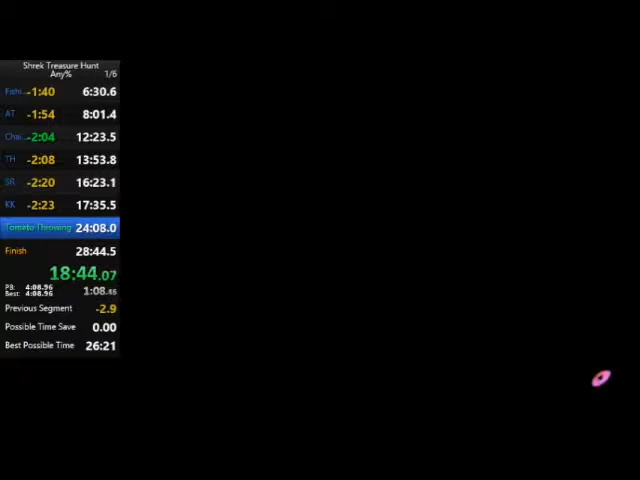 Shrek Treasure Hunt
Any% 1/6
Fishi... -1:40 6:30.6
AT -1:54 8:01.4
Chai... -2:04 12:23.5
TH -2:08 13:53.8
SR -2:20 16:23.1
KK -2:23 17:35.5
Tomato Throwing 24:08.0
Finish 28:44.5
18:44.07
PB: 4:08.96 1:08.46
Best: 4:08.96
Previous Segment -2.9
Possible Time Save 0.00
Best Possible Time 26:21